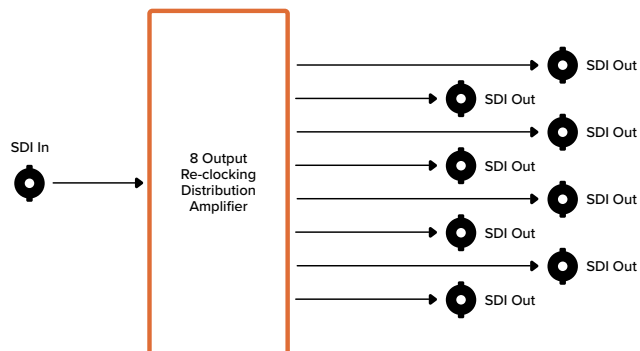 SDI In
8 Output
Re-clocking
Distribution
Amplifier
SDI Out
SDI Out
SDI Out
SDI Out
SDI Out
SDI Out
SDI Out
SDI Out